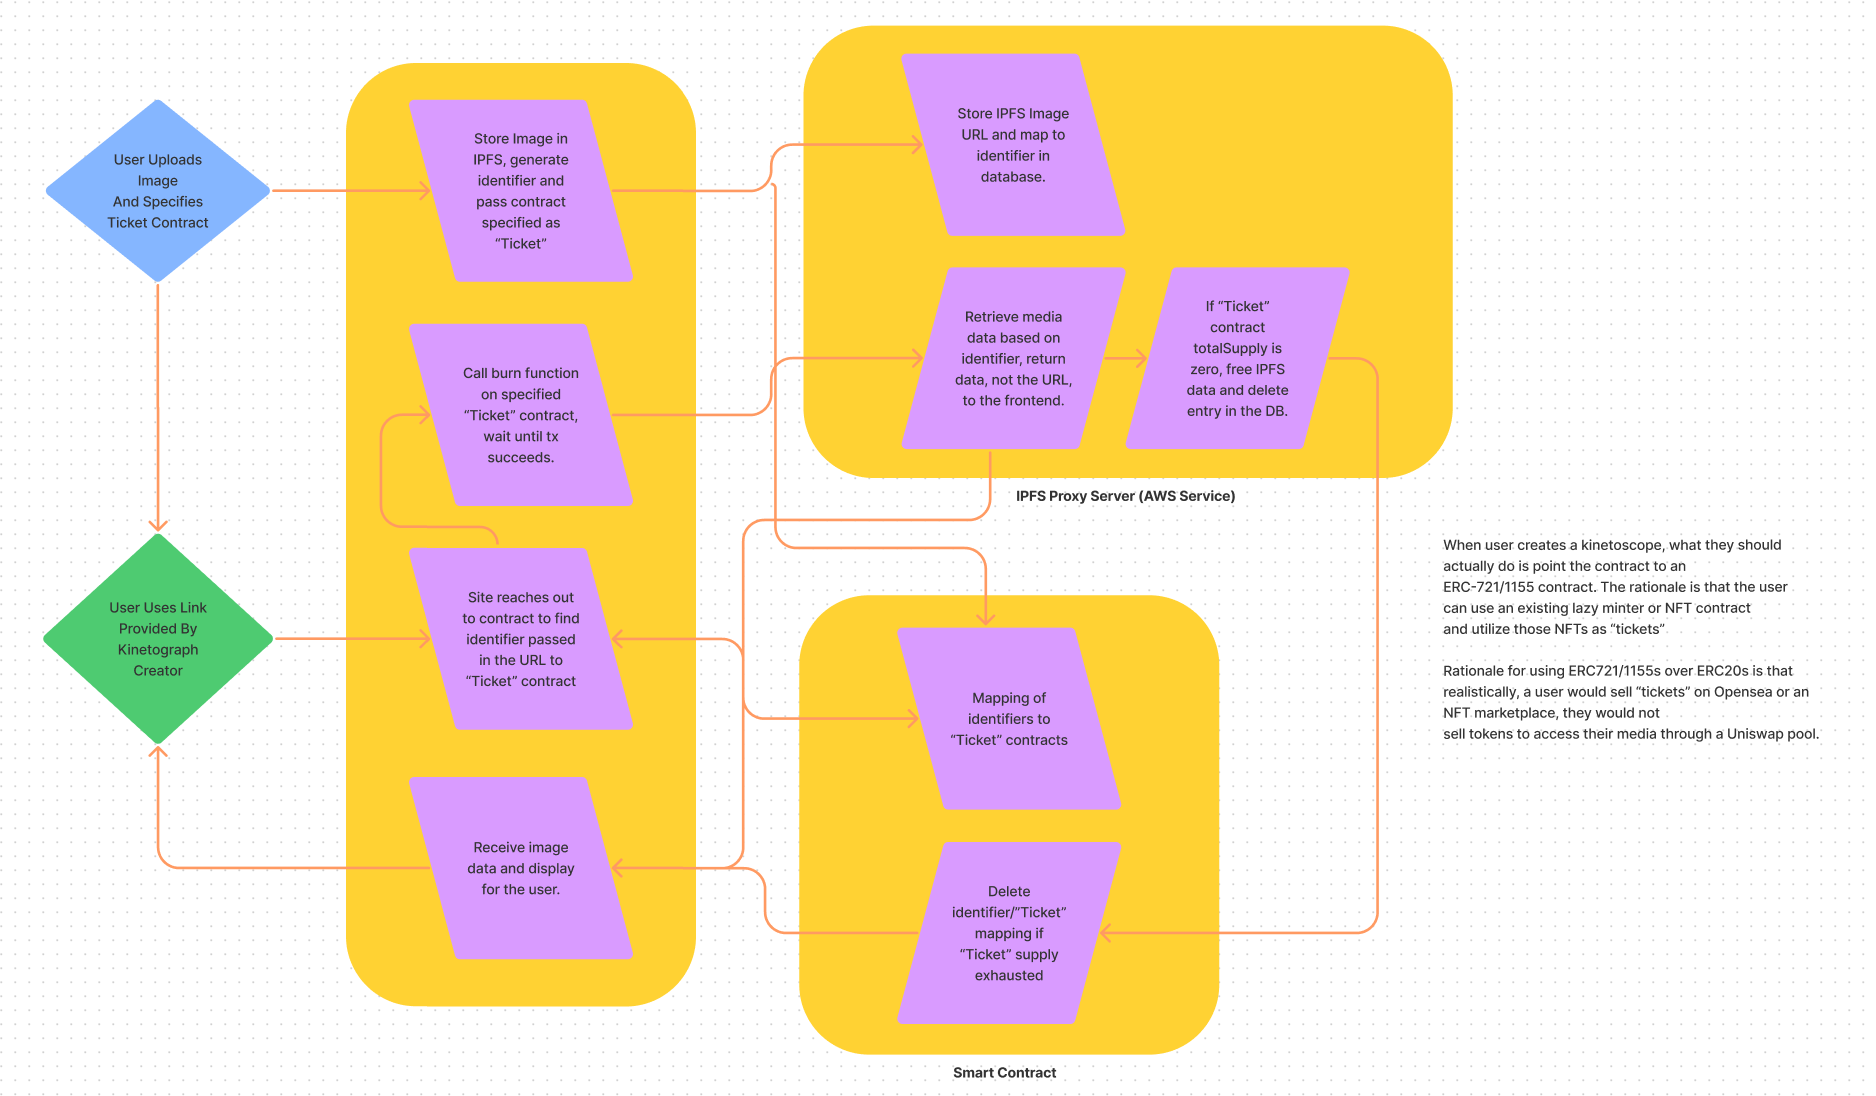 User Uploads
Image
And Specifies
Ticket Contract
Store Image in
IPFS, generate
identifier and
pass contract
specified as
“Ticket”
Store IPFS Image
URL and map to
identifier in
database.
Call burn function
on specified
“Ticket” contract,
wait until tx
succeeds.
Retrieve media
data based on
identifier, return
data, not the URL,
to the frontend.
If “Ticket”
contract
totalSupply is
zero, free IPFS
data and delete
entry in the DB.
IPFS Proxy Server (AWS Service)
User Uses Link
Provided By
Kinetograph
Creator
Site reaches out
to contract to find
identifier passed
in the URL to
“Ticket” contract
Mapping of
identifiers to
“Ticket” contracts
Receive image
data and display
for the user.
Delete
identifier/”Ticket”
mapping if
“Ticket” supply
exhausted
Smart Contract
When user creates a kinetoscope, what they should
actually do is point the contract to an
ERC-721/1155 contract. The rationale is that the user
can use an existing lazy minter or NFT contract
and utilize those NFTs as “tickets”
Rationale for using ERC721/1155s over ERC20s is that
realistically, a user would sell “tickets” on Opensea or an
NFT marketplace, they would not
sell tokens to access their media through a Uniswap pool.